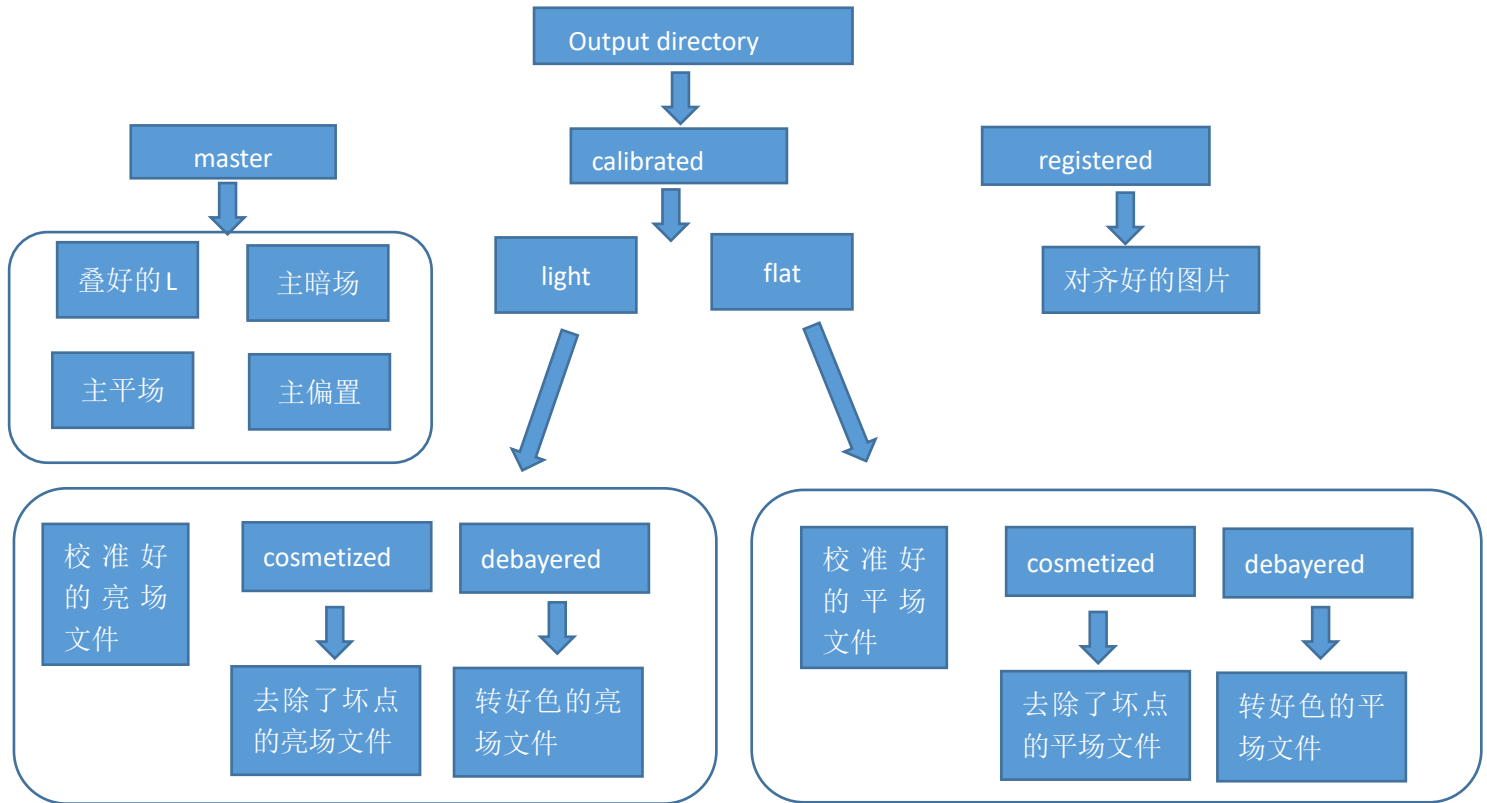 Output directory
master
calibrated
registered
叠好的L
主暗场
light
flat
对齐好的图片
主平场
主偏置
校准好
的亮场
文件
cosmetized
debayered
去除了坏点
的亮场文件
转好色的亮
场文件
校准好
的平场
文件
cosmetized
debayered
去除了坏点
的平场文件
转好色的平
场文件